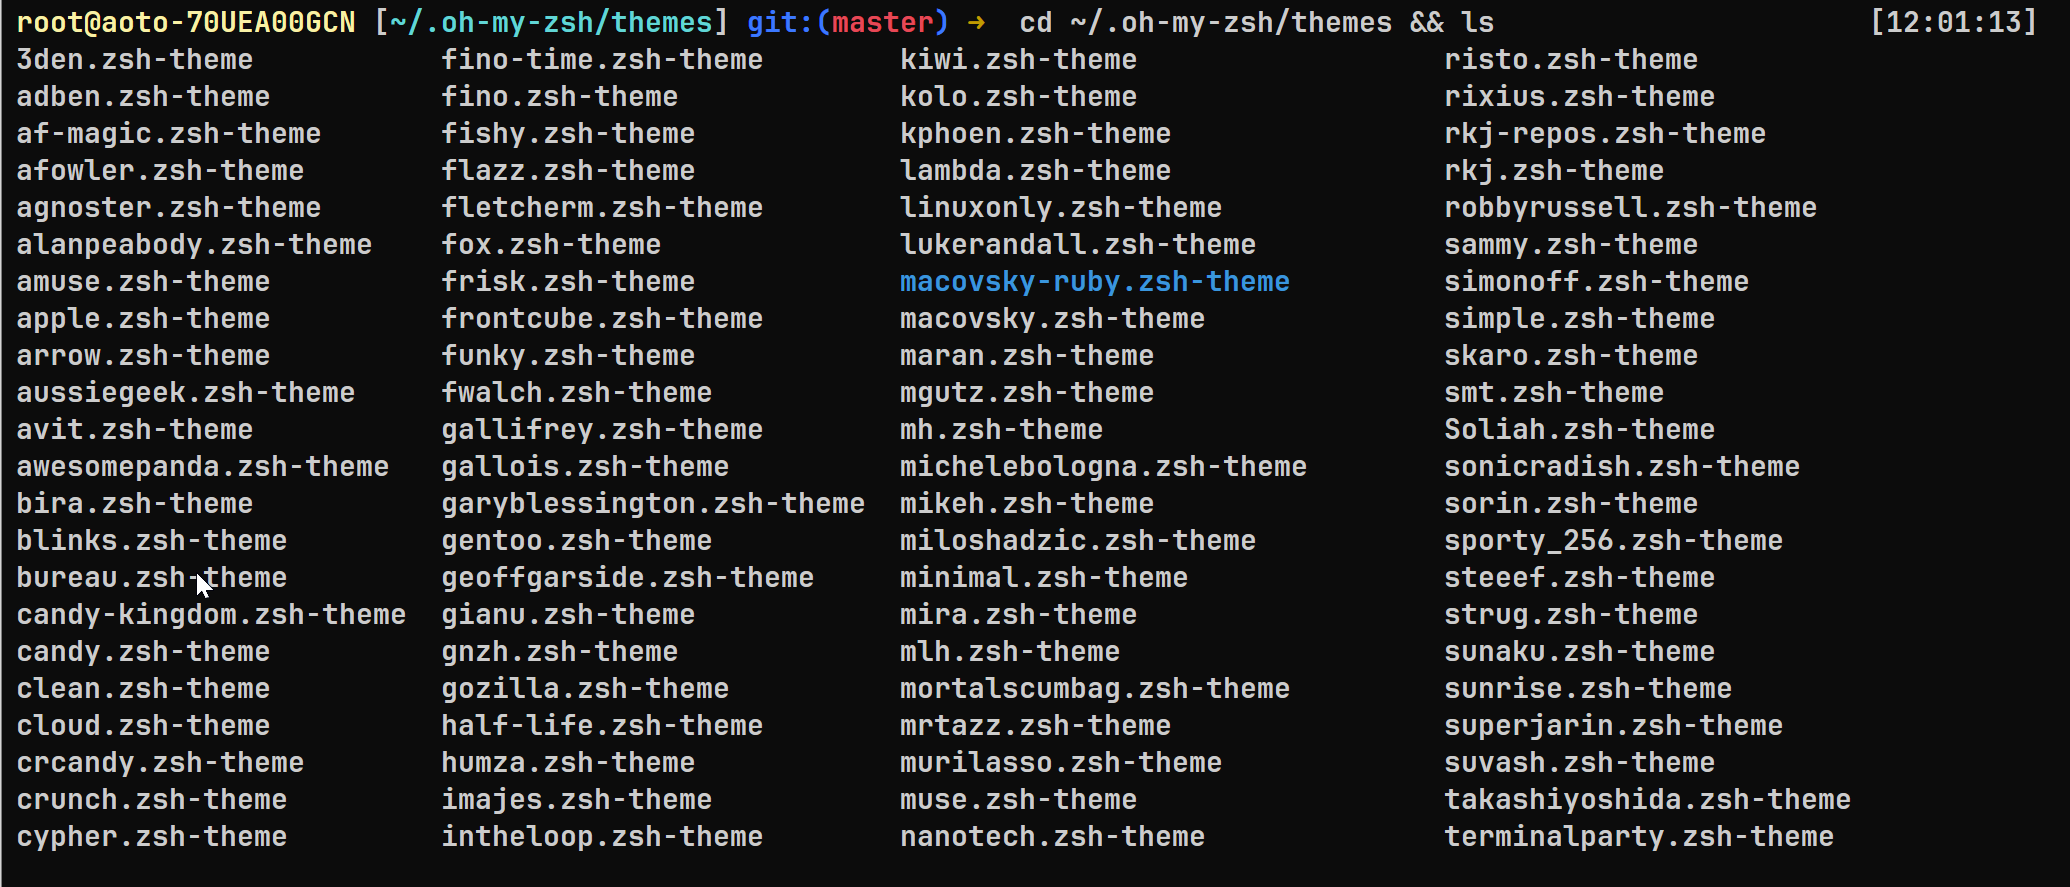 root@aoto-70UEA00GCN [~/.oh-my-zsh/themes] git:(master) ➜  cd ~/.oh-my-zsh/themes && ls [12:01:13]
3den.zsh-theme fino-time.zsh-theme kiwi.zsh-theme risto.zsh-theme
adben.zsh-theme fino.zsh-theme kolo.zsh-theme rixius.zsh-theme
af-magic.zsh-theme fishy.zsh-theme kphoen.zsh-theme rkj-repos.zsh-theme
afowler.zsh-theme flazz.zsh-theme lambda.zsh-theme rkj.zsh-theme
agnoster.zsh-theme fletcherm.zsh-theme linuxonly.zsh-theme robbyrussell.zsh-theme
alanpeabody.zsh-theme fox.zsh-theme lukerandall.zsh-theme sammy.zsh-theme
amuse.zsh-theme frisk.zsh-theme macovsky-ruby.zsh-theme simonoff.zsh-theme
apple.zsh-theme frontcube.zsh-theme macovsky.zsh-theme simple.zsh-theme
arrow.zsh-theme funky.zsh-theme maran.zsh-theme skaro.zsh-theme
aussiegeek.zsh-theme fwalch.zsh-theme mgutz.zsh-theme smt.zsh-theme
avit.zsh-theme gallifrey.zsh-theme mh.zsh-theme Soliah.zsh-theme
awesomepanda.zsh-theme gallois.zsh-theme michelebologna.zsh-theme sonicradish.zsh-theme
bira.zsh-theme garyblessington.zsh-theme mikeh.zsh-theme sorin.zsh-theme
blinks.zsh-theme gentoo.zsh-theme miloshadzic.zsh-theme sporty_256.zsh-theme
bureau.zsh-theme geoffgarside.zsh-theme minimal.zsh-theme steeef.zsh-theme
candy-kingdom.zsh-theme gianu.zsh-theme mira.zsh-theme strug.zsh-theme
candy.zsh-theme gnzh.zsh-theme mlh.zsh-theme sunaku.zsh-theme
clean.zsh-theme gozilla.zsh-theme mortalscumbag.zsh-theme sunrise.zsh-theme
cloud.zsh-theme half-life.zsh-theme mrtazz.zsh-theme superjarin.zsh-theme
crcandy.zsh-theme humza.zsh-theme murilasso.zsh-theme suvash.zsh-theme
crunch.zsh-theme imajes.zsh-theme muse.zsh-theme takashiyoshida.zsh-theme
cypher.zsh-theme intheloop.zsh-theme nanotech.zsh-theme terminalparty.zsh-theme